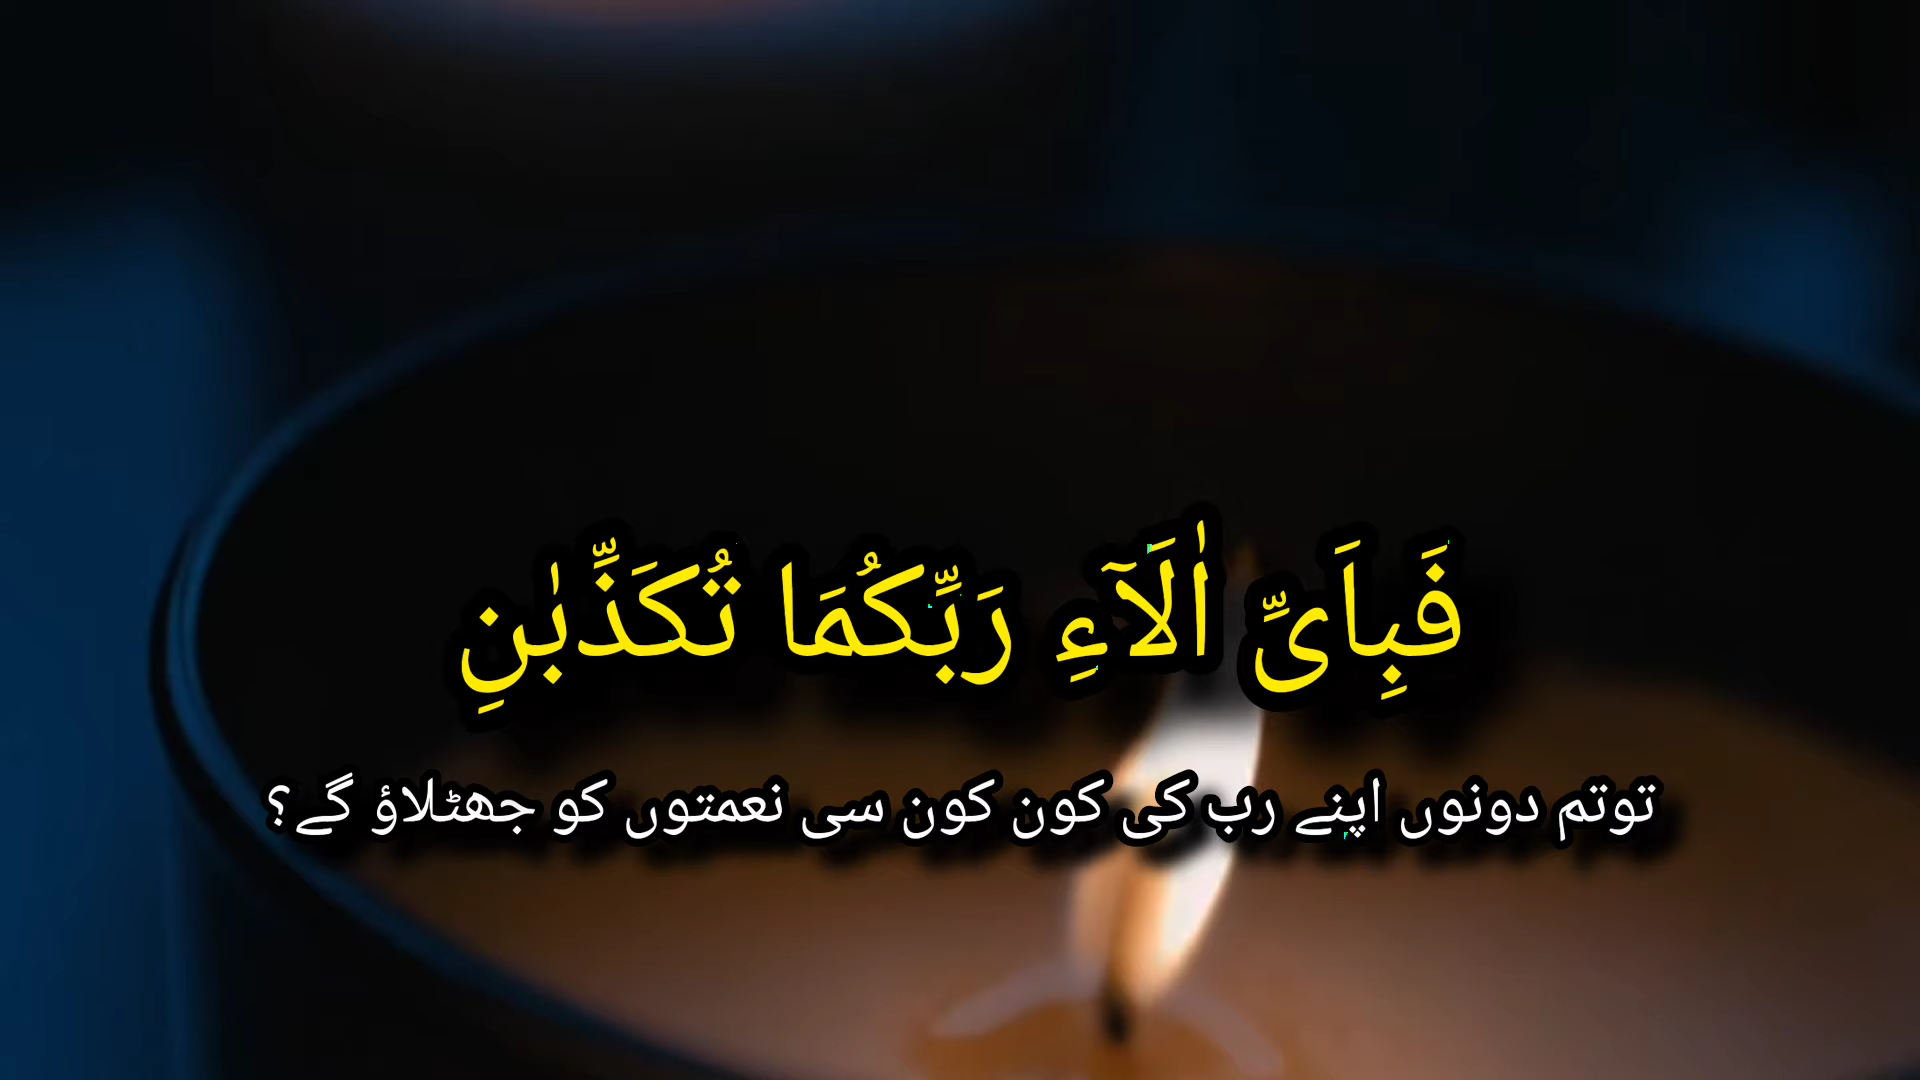 فَبِاَیِّ اٰلَآءِ رَبِّكُمَا تُكَذِّبٰنِ
توتم دونوں اپنے رب کی کون کون سی نعمتوں کو جھٹلاؤ گے؟